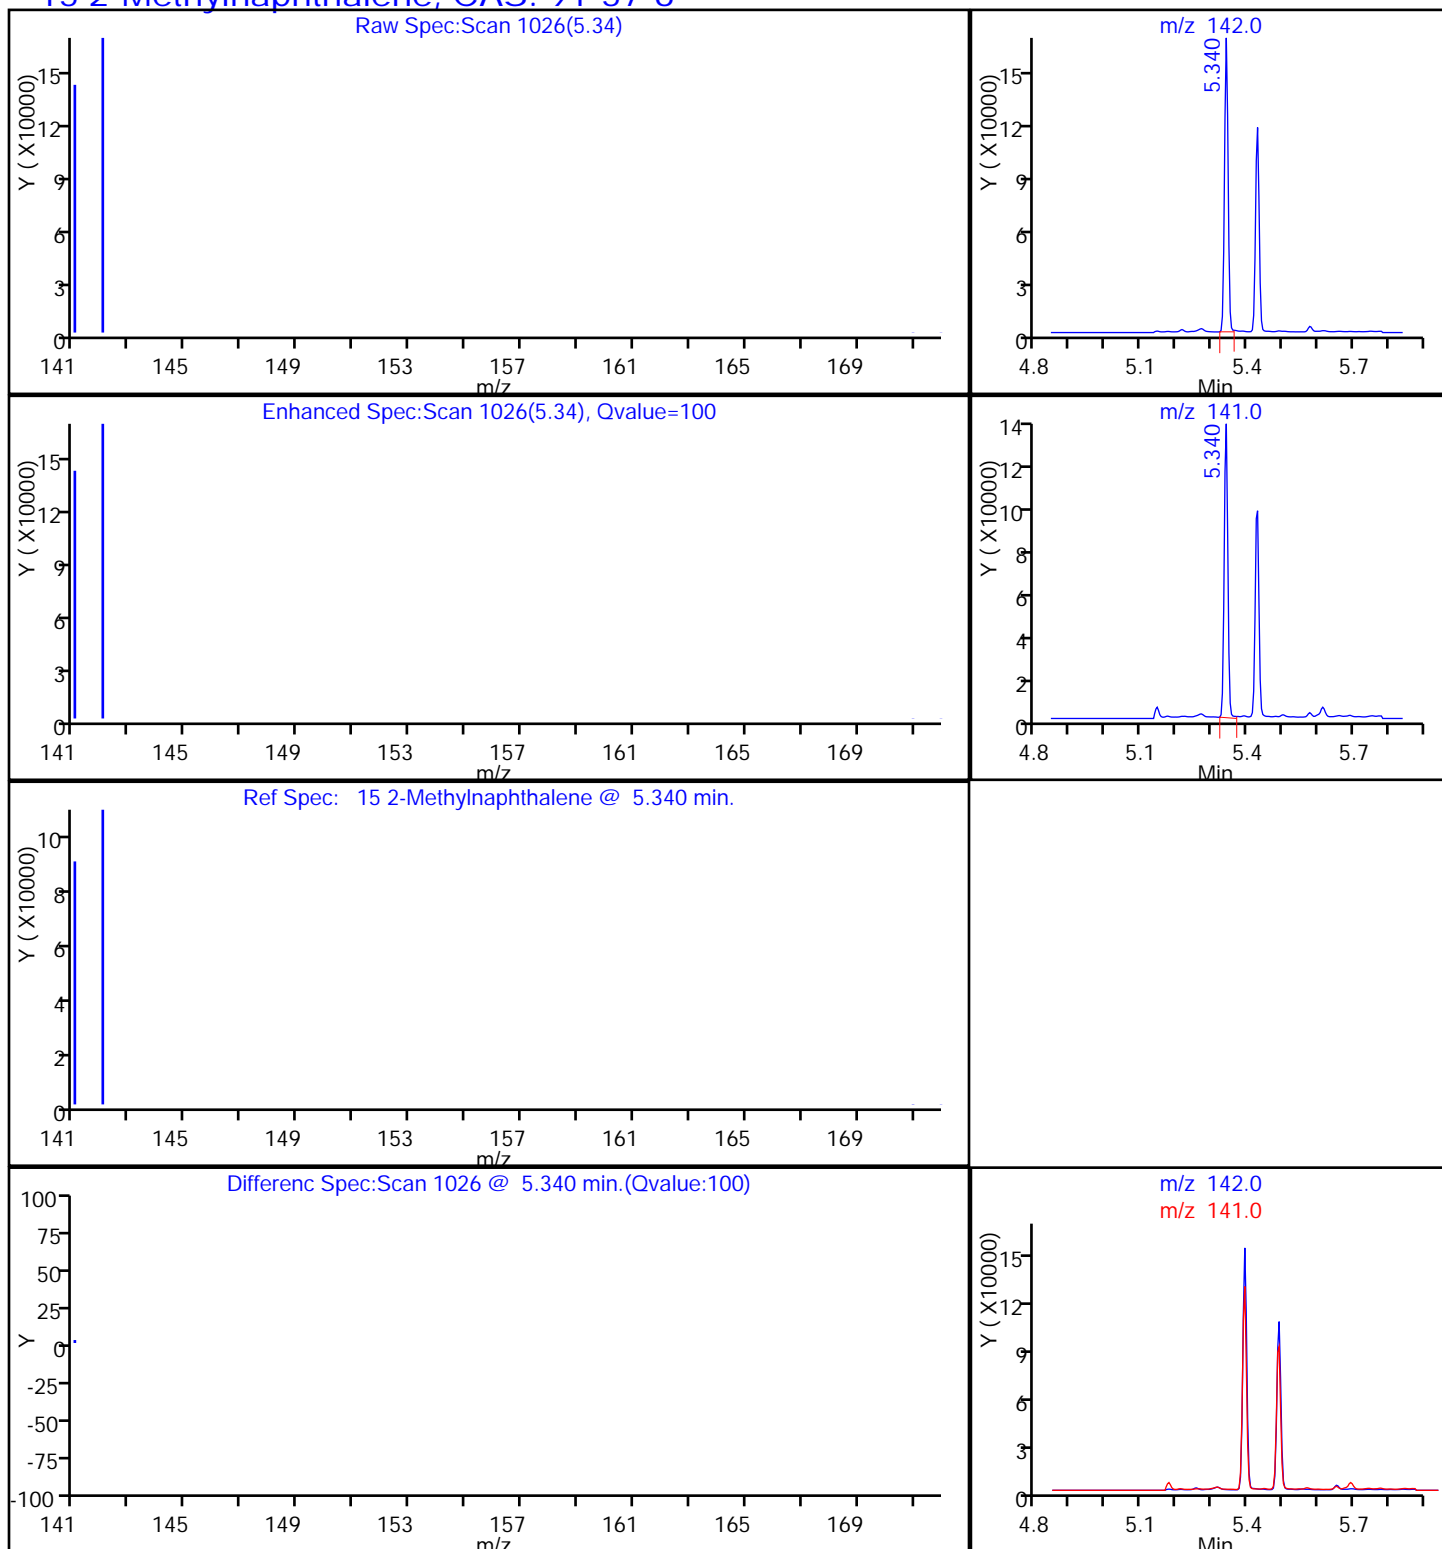 15 2-Methylnaphthalene, CAS: 91-57-6
Raw Spec:Scan 1026(5.34)
Y ( X10000)
15
12
9
6
3
0
141 145 149 153 157 161 165 169
m/z
m/z 142.0
5.340
Y ( X10000)
15
12
9
6
3
0
4.8 5.1 5.4 5.7
Min
Enhanced Spec:Scan 1026(5.34), Qvalue=100
Y ( X10000)
15
12
9
6
3
0
141 145 149 153 157 161 165 169
m/z
m/z 141.0
5.340
Y ( X10000)
14
12
10
8
6
4
2
0
4.8 5.1 5.4 5.7
Min
Ref Spec: 15 2-Methylnaphthalene @ 5.340 min.
Y ( X10000)
10
8
6
4
2
0
141 145 149 153 157 161 165 169
m/z
Differenc Spec:Scan 1026 @ 5.340 min.(Qvalue:100)
Y
100
75
50
25
0
-25
-50
-75
-100
141 145 149 153 157 161 165 169
m/z
m/z 142.0
m/z 141.0
Y ( X10000)
15
12
9
6
3
0
4.8 5.1 5.4 5.7
Min